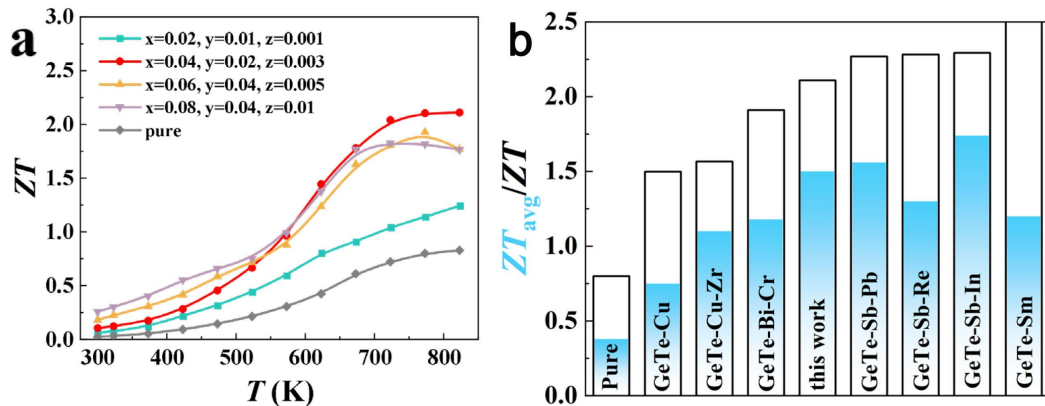 a
3.0
2.5
2.0
1.5
1.0
0.5
0.0
ZT
x=0.02, y=0.01, z=0.001
x=0.04, y=0.02, z=0.003
x=0.06, y=0.04, z=0.005
x=0.08, y=0.04, z=0.01
pure
300 400 500 600 700 800
T (K)
b
2.5
2.0
1.5
1.0
0.5
0.0
ZTavg/ZT
Pure
GeTe-Cu
GeTe-Cu-Zr
GeTe-Bi-Cr
this work
GeTe-Sb-Pb
GeTe-Sb-Re
GeTe-Sb-In
GeTe-Sm